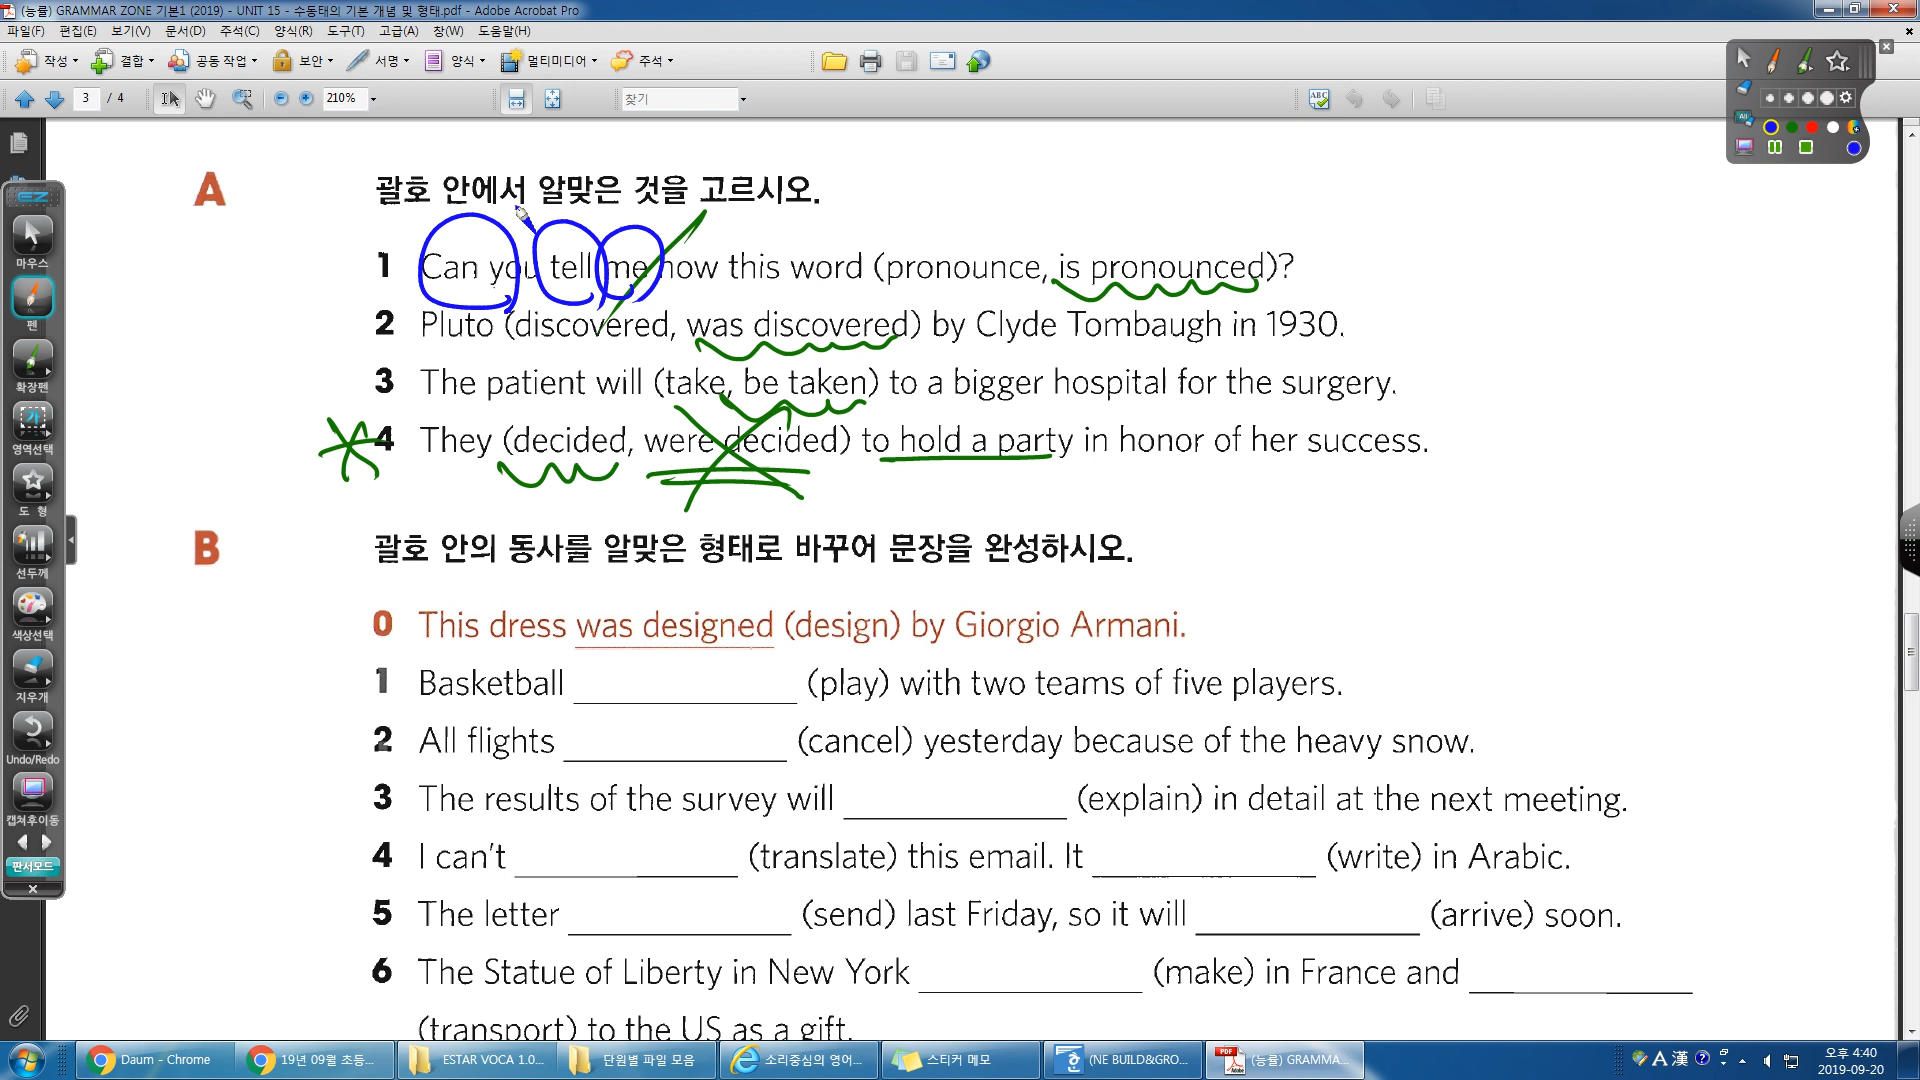 (능률) GRAMMAR ZONE 기본1 (2019) - UNIT 15 - 수동태의 기본 개념 및 형태.pdf - Adobe Acrobat Pro
파일(F) 편집(E) 보기(V) 문서(D) 주석(C) 양식(R) 도구(T) 고급(A) 창(W) 도움말(H)
작성 결합 공동 작업 보안 서명 양식 멀티미디어 주석
3 / 4 210% 찾기
A 괄호 안에서 알맞은 것을 고르시오.
1 Can you tell me how this word (pronounce, is pronounced)?
2 Pluto (discovered, was discovered) by Clyde Tombaugh in 1930.
3 The patient will (take, be taken) to a bigger hospital for the surgery.
4 They (decided, were decided) to hold a party in honor of her success.
B 괄호 안의 동사를 알맞은 형태로 바꾸어 문장을 완성하시오.
0 This dress was designed (design) by Giorgio Armani.
1 Basketball ____________ (play) with two teams of five players.
2 All flights ____________ (cancel) yesterday because of the heavy snow.
3 The results of the survey will ____________ (explain) in detail at the next meeting.
4 I can't ____________ (translate) this email. It ____________ (write) in Arabic.
5 The letter ____________ (send) last Friday, so it will ____________ (arrive) soon.
6 The Statue of Liberty in New York ____________ (make) in France and ____________
(transport) to the US as a gift.
EZ
마우스
펜
확장펜
영역선택
도 형
선두께
색상선택
지우개
Undo/Redo
캡쳐후이동
판서모드
All
ABC
Daum - Chrome
19년 09월 초등...
ESTAR VOCA 1.0...
단원별 파일 모음
소리중심의 영어...
스티커 메모
(NE BUILD&GRO...
(능률) GRAMMA...
A 漢
오후 4:40
2019-09-20